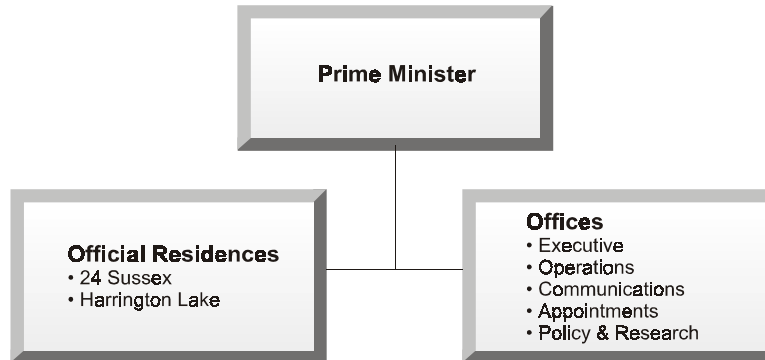 Prime Minister
Official Residences
• 24 Sussex
• Harrington Lake
Offices
• Executive
• Operations
• Communications
• Appointments
• Policy & Research